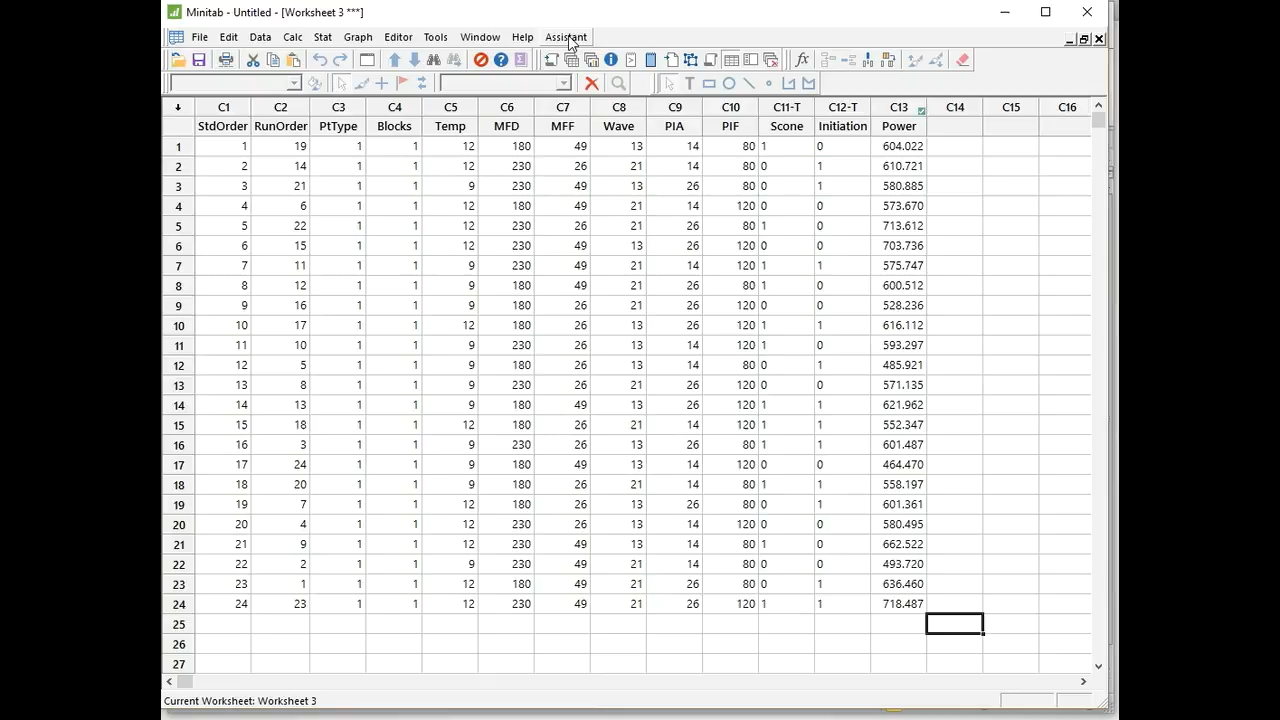 Minitab - Untitled - [Worksheet 3 ***]
File Edit Data Calc Stat Graph Editor Tools Window Help Assistant
C1 C2 C3 C4 C5 C6 C7 C8 C9 C10 C11-T C12-T C13 C14 C15 C16
StdOrder RunOrder PtType Blocks Temp MFD MFF Wave PIA PIF Scone Initiation Power
1 1 19 1 1 12 180 49 13 14 80 1 0 604.022
2 2 14 1 1 12 230 26 21 14 80 0 1 610.721
3 3 21 1 1 9 230 49 13 26 80 0 1 580.885
4 4 6 1 1 12 180 49 21 14 120 0 0 573.670
5 5 22 1 1 12 230 26 21 26 80 1 0 713.612
6 6 15 1 1 12 230 49 13 26 120 0 0 703.736
7 7 11 1 1 9 230 49 21 14 120 1 1 575.747
8 8 12 1 1 9 180 49 21 26 80 1 0 600.512
9 9 16 1 1 9 180 26 21 26 120 0 0 528.236
10 10 17 1 1 12 180 26 13 26 120 1 1 616.112
11 11 10 1 1 9 230 26 13 14 120 1 0 593.297
12 12 5 1 1 9 180 26 13 14 80 0 1 485.921
13 13 8 1 1 9 230 26 21 26 120 0 1 571.135
14 14 13 1 1 9 180 49 13 26 120 1 1 621.962
15 15 18 1 1 12 180 26 21 14 120 1 0 552.347
16 16 3 1 1 9 230 26 13 26 80 1 1 601.487
17 17 24 1 1 9 180 49 13 14 120 0 0 464.470
18 18 20 1 1 9 180 26 21 14 80 1 1 558.197
19 19 7 1 1 12 180 26 13 26 80 0 1 601.361
20 20 4 1 1 12 230 26 13 14 120 0 0 580.495
21 21 9 1 1 12 230 49 13 14 80 1 0 662.522
22 22 2 1 1 9 230 49 21 14 80 0 0 493.720
23 23 1 1 1 12 180 49 21 26 80 0 1 636.460
24 24 23 1 1 12 230 49 21 26 120 1 1 718.487
25
26
27
Current Worksheet: Worksheet 3